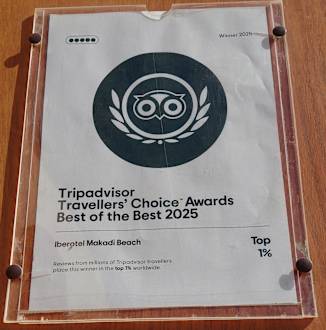 Winner 2025
Tripadvisor
Travellers' Choice™ Awards
Best of the Best 2025
Iberotel Makadi Beach
Top
1%
Reviews from millions of Tripadvisor travellers
place this winner in the top 1% worldwide.